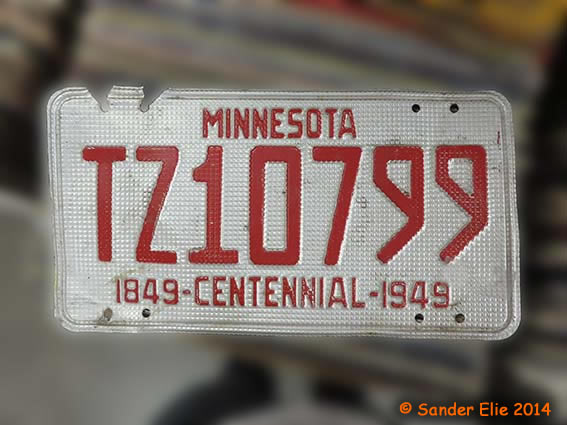 MINNESOTA
TZ10799
1849-CENTENNIAL-1949
© Sander Elie 2014